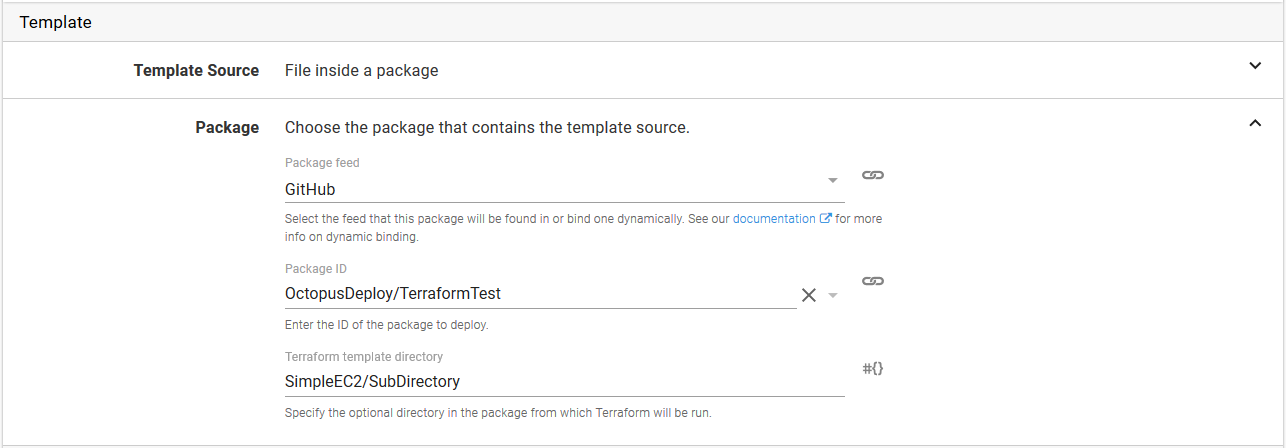 Template
Template Source File inside a package
Package Choose the package that contains the template source.
Package feed
GitHub
Select the feed that this package will be found in or bind one dynamically. See our documentation for more
info on dynamic binding.
Package ID
OctopusDeploy/TerraformTest
Enter the ID of the package to deploy.
Terraform template directory
SimpleEC2/SubDirectory #{}
Specify the optional directory in the package from which Terraform will be run.